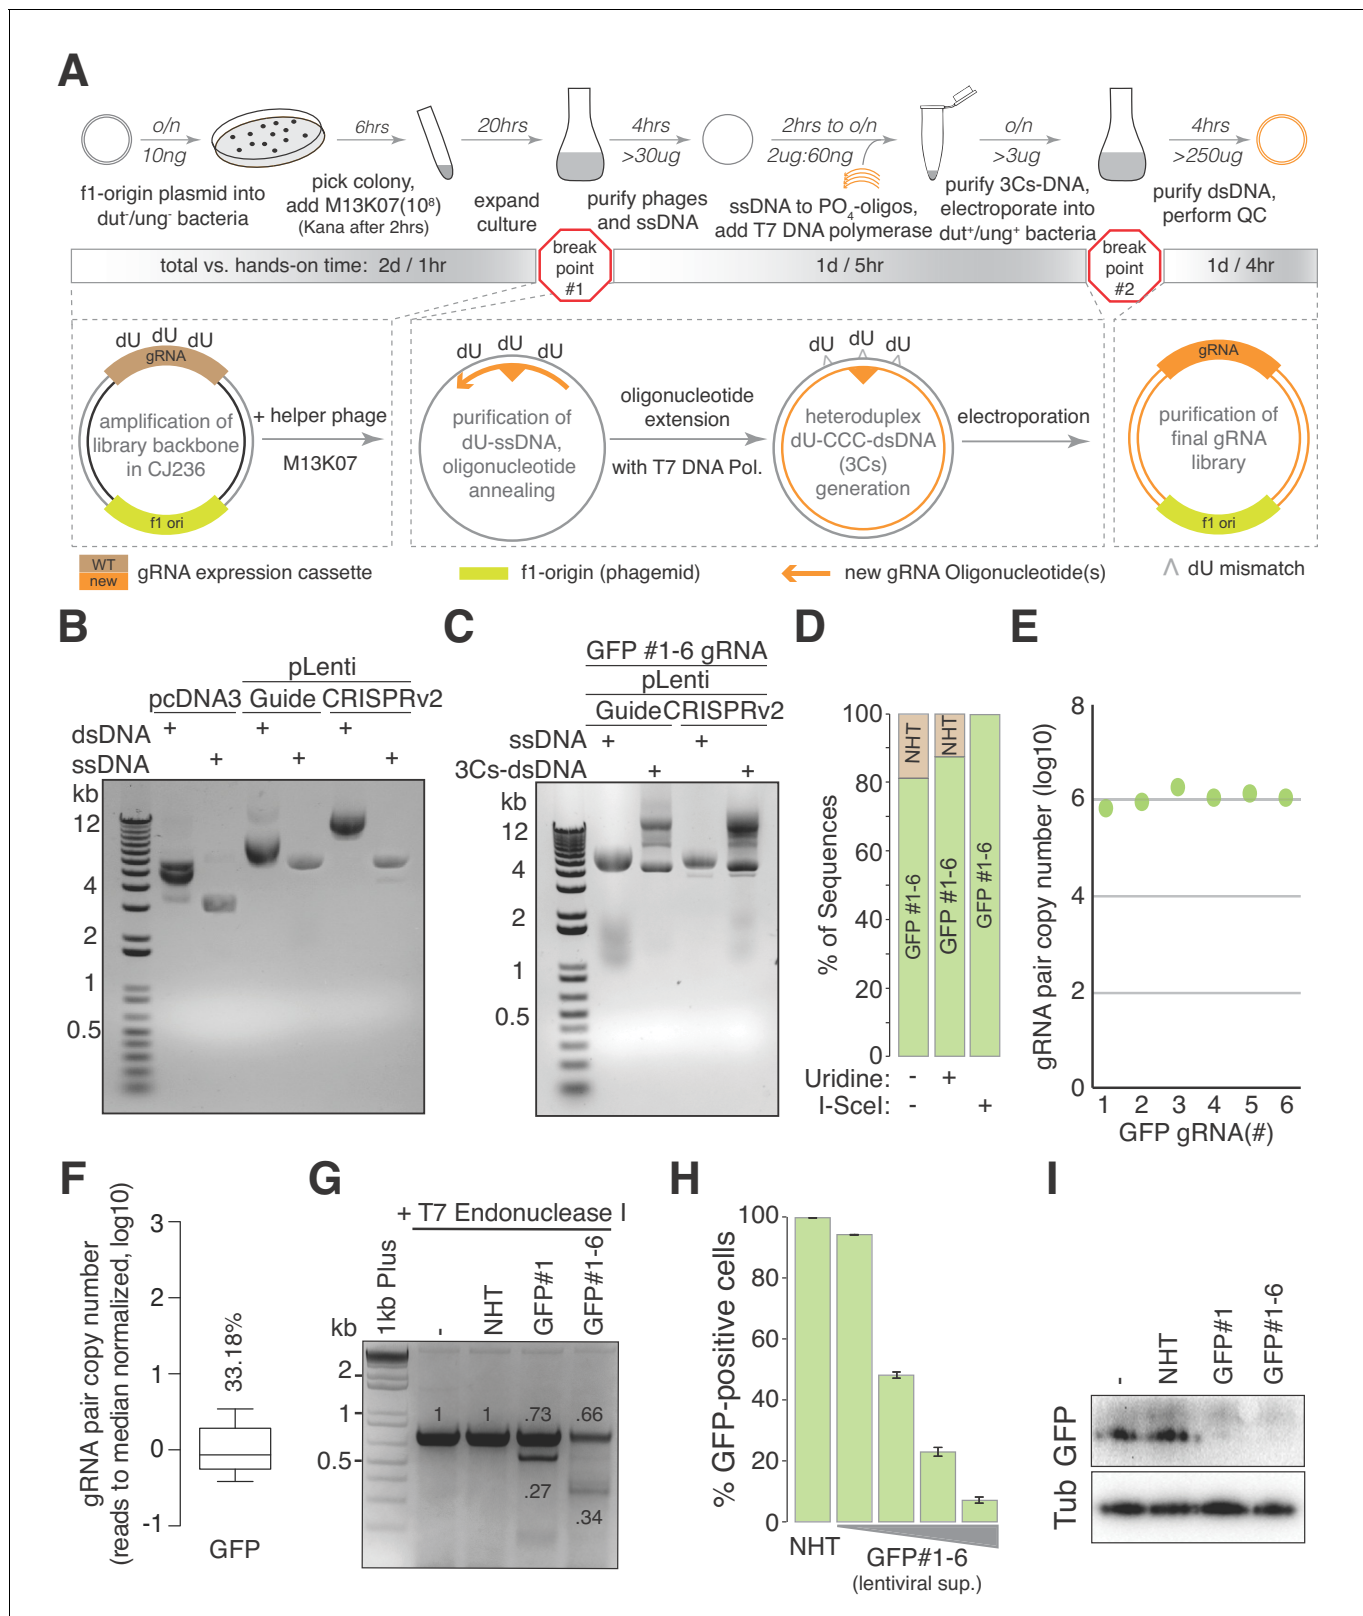 A
o/n
10ng
6hrs
20hrs
4hrs
>30ug
2hrs to o/n
2ug:60ng
o/n
>3ug
4hrs
>250ug
f1-origin plasmid into
dut-/ung- bacteria
pick colony,
add M13K07(10⁸)
(Kana after 2hrs)
expand
culture
purify phages
and ssDNA
ssDNA to PO₄-oligos,
add T7 DNA polymerase
purify 3Cs-DNA,
electroporate into
dut⁺/ung⁺ bacteria
purify dsDNA,
perform QC
total vs. hands-on time: 2d / 1hr
break
point
#1
1d / 5hr
break
point
#2
1d / 4hr
dU dU dU
gRNA
amplification of
library backbone
in CJ236
f1 ori
+ helper phage
M13K07
dU dU dU
purification of
dU-ssDNA,
oligonucleotide
annealing
oligonucleotide
extension
with T7 DNA Pol.
dU dU dU
heteroduplex
dU-CCC-dsDNA
(3Cs)
generation
electroporation
gRNA
purification of
final gRNA
library
f1 ori
WT
new
gRNA expression cassette
f1-origin (phagemid)
new gRNA Oligonucleotide(s)
dU mismatch
B
pLenti
pcDNA3 Guide CRISPRv2
dsDNA + + +
ssDNA + + +
kb
12
4
2
1
0.5
C
GFP #1-6 gRNA
pLenti
Guide CRISPRv2
ssDNA + +
3Cs-dsDNA + +
kb
12
4
2
1
0.5
D
% of Sequences
100
80
60
40
20
0
NHT
GFP #1-6
NHT
GFP #1-6
GFP #1-6
Uridine: - +
I-SceI: - +
E
gRNA pair copy number (log10)
8
6
4
2
0
1 2 3 4 5 6
GFP gRNA(#)
F
gRNA pair copy number
(reads to median normalized, log10)
3
2
1
0
-1
33.18%
GFP
G
+ T7 Endonuclease I
1kb Plus
-
NHT
GFP#1
GFP#1-6
kb
2
1
0.5
1 1 .73 .66
.27
.34
H
% GFP-positive cells
100
80
60
40
20
0
NHT
GFP#1-6
(lentiviral sup.)
I
-
NHT
GFP#1
GFP#1-6
GFP
Tub